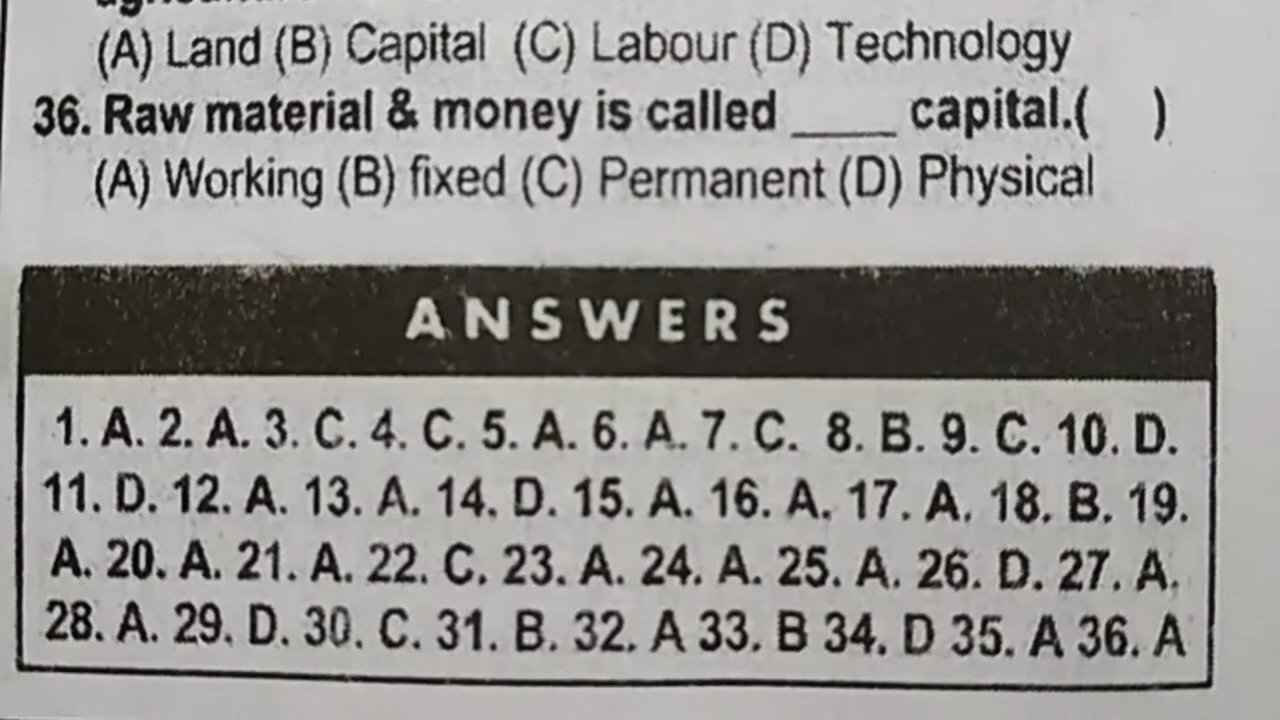 (A) Land (B) Capital (C) Labour (D) Technology
36. Raw material & money is called ____ capital.( )
(A) Working (B) fixed (C) Permanent (D) Physical
ANSWERS
1. A. 2. A. 3. C. 4. C. 5. A. 6. A. 7. C. 8. B. 9. C. 10. D.
11. D. 12. A. 13. A. 14. D. 15. A. 16. A. 17. A. 18. B. 19.
A. 20. A. 21. A. 22. C. 23. A. 24. A. 25. A. 26. D. 27. A.
28. A. 29. D. 30. C. 31. B. 32. A 33. B 34. D 35. A 36. A